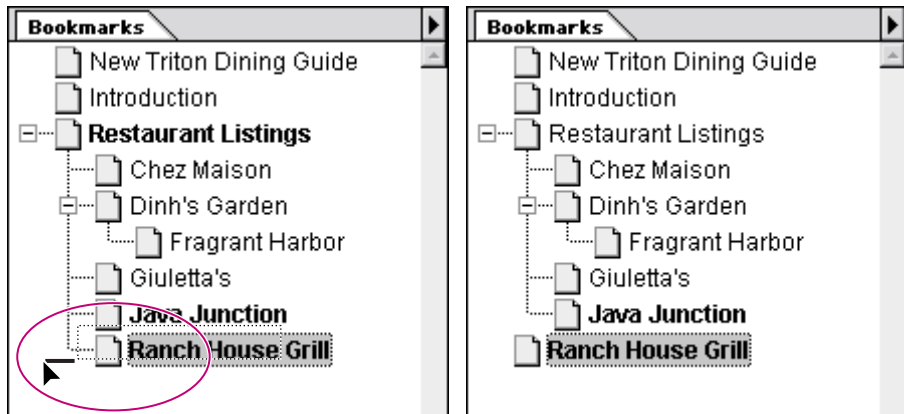 Bookmarks
New Triton Dining Guide
Introduction
Restaurant Listings
Chez Maison
Dinh's Garden
Fragrant Harbor
Giuletta's
Java Junction
Ranch House Grill
Bookmarks
New Triton Dining Guide
Introduction
Restaurant Listings
Chez Maison
Dinh's Garden
Fragrant Harbor
Giuletta's
Java Junction
Ranch House Grill